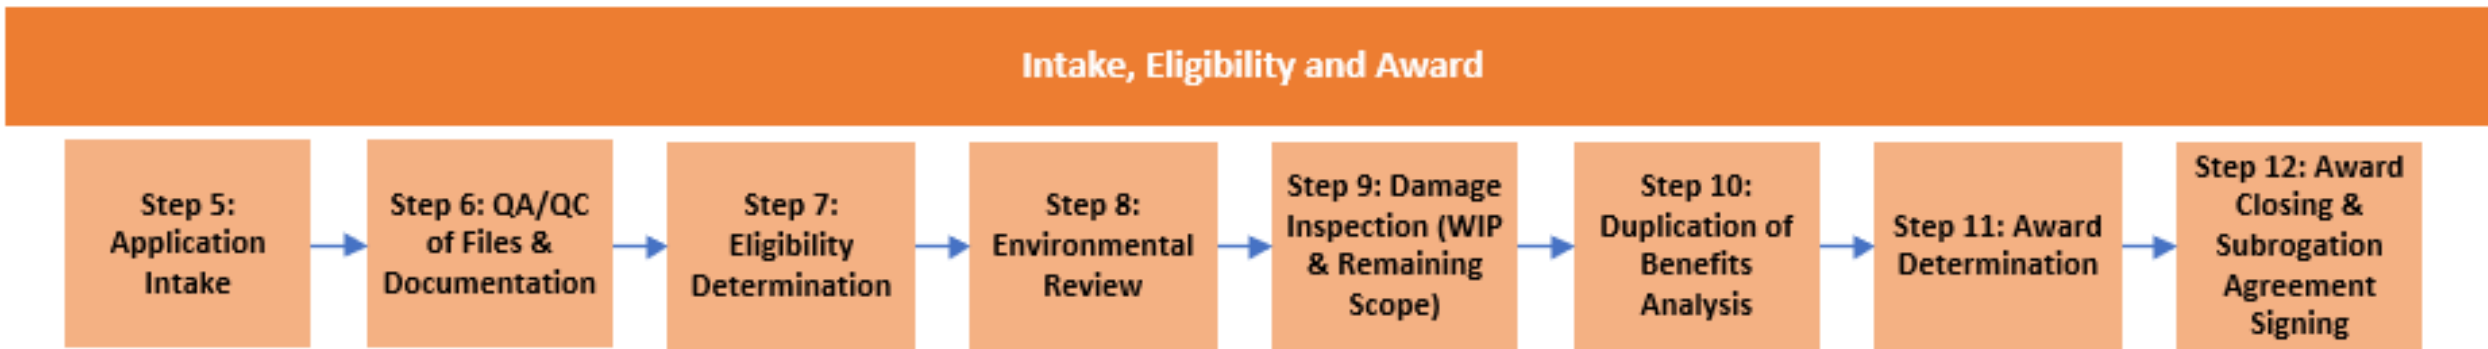 Intake, Eligibility and Award
Step 5:
Application
Intake
Step 6: QA/QC
of Files &
Documentation
Step 7:
Eligibility
Determination
Step 8:
Environmental
Review
Step 9: Damage
Inspection (WIP
& Remaining
Scope)
Step 10:
Duplication of
Benefits
Analysis
Step 11: Award
Determination
Step 12: Award
Closing &
Subrogation
Agreement
Signing